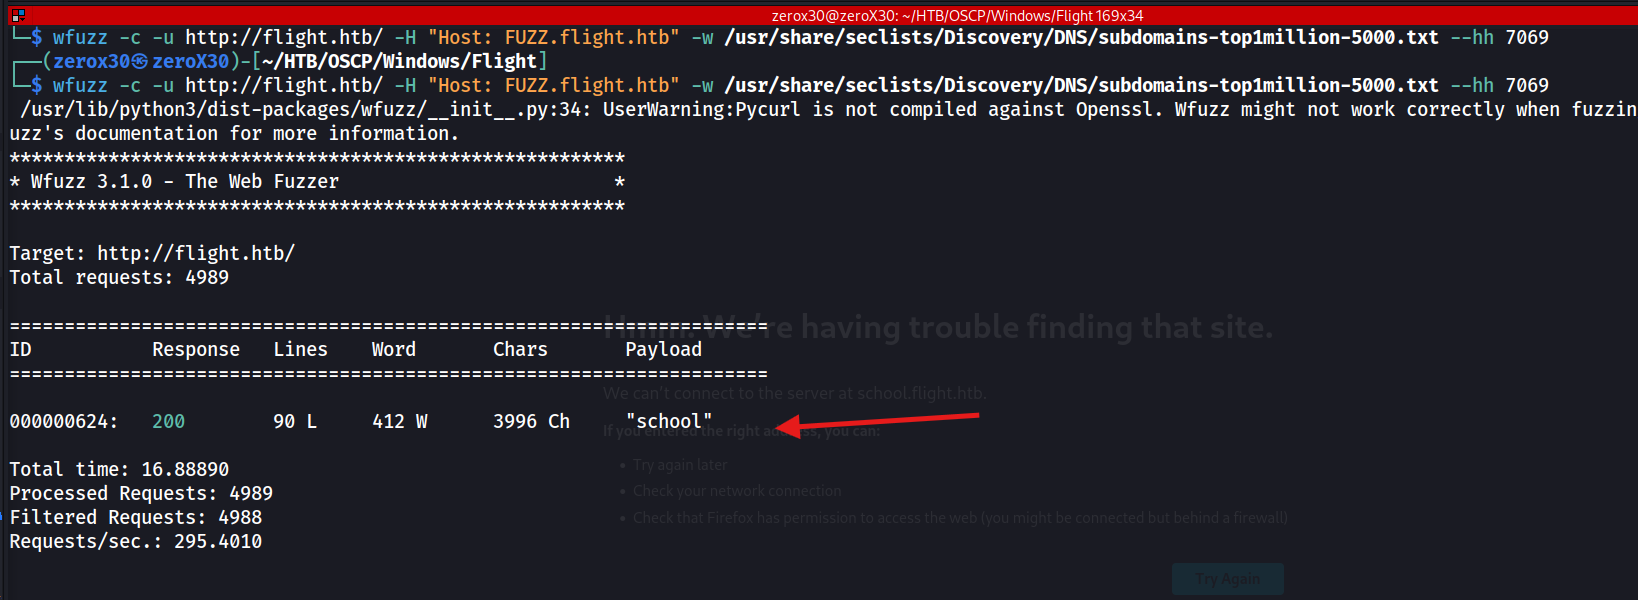 zerox30@zeroX30: ~/HTB/OSCP/Windows/Flight 169x34
└─$ wfuzz -c -u http://flight.htb/ -H "Host: FUZZ.flight.htb" -w /usr/share/seclists/Discovery/DNS/subdomains-top1million-5000.txt --hh 7069
┌──(zerox30㉿zeroX30)-[~/HTB/OSCP/Windows/Flight]
└─$ wfuzz -c -u http://flight.htb/ -H "Host: FUZZ.flight.htb" -w /usr/share/seclists/Discovery/DNS/subdomains-top1million-5000.txt --hh 7069
/usr/lib/python3/dist-packages/wfuzz/__init__.py:34: UserWarning:Pycurl is not compiled against Openssl. Wfuzz might not work correctly when fuzzin
uzz's documentation for more information.
********************************************************
* Wfuzz 3.1.0 - The Web Fuzzer                         *
********************************************************
Target: http://flight.htb/
Total requests: 4989
=====================================================================
Hmm. We're having trouble finding that site.
ID           Response   Lines    Word       Chars       Payload
=====================================================================
We can't connect to the server at school.flight.htb.
000000624:   200        90 L     412 W      3996 Ch     "school"
If you entered the right address, you can:
Total time: 16.88890
Try again later
Processed Requests: 4989
Check your network connection
Filtered Requests: 4988
Check that Firefox has permission to access the web (you might be connected but behind a firewall)
Requests/sec.: 295.4010
Try Again